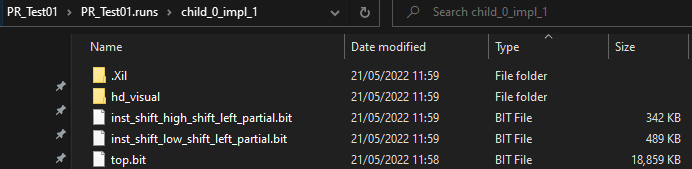 PR_Test01 > PR_Test01.runs > child_0_impl_1 Search child_0_impl_1
Name Date modified Type Size
.Xil 21/05/2022 11:59 File folder
hd_visual 21/05/2022 11:59 File folder
inst_shift_high_shift_left_partial.bit 21/05/2022 11:59 BIT File 342 KB
inst_shift_low_shift_left_partial.bit 21/05/2022 11:59 BIT File 489 KB
top.bit 21/05/2022 11:58 BIT File 18,859 KB